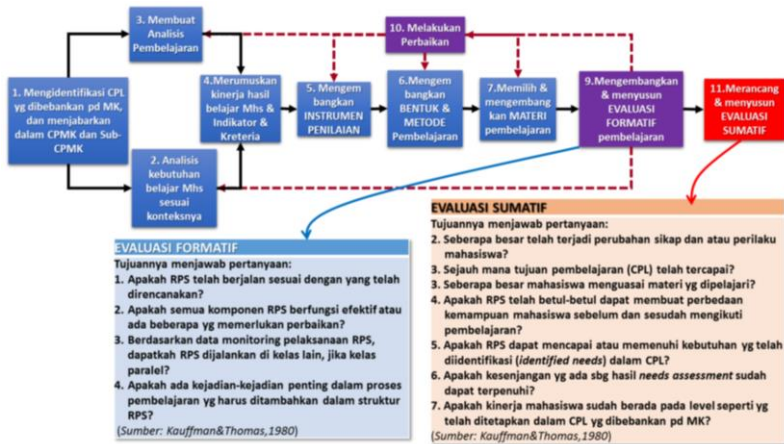 3. Membuat
Analisis
Pembelajaran
10. Melakukan
Perbaikan
1. Mengidentifikasi CPL
yg dibebankan pd MK,
dan menjabarkan
dalam CPMK dan Sub-
CPMK
4.Merumuskan
kinerja hasil
belajar Mhs &
Indikator &
Kreteria
5. Mengem
bangkan
INSTRUMEN
PENILAIAN
6.Mengem
bangkan
BENTUK &
METODE
Pembelajaran
7.Memilih &
mengembang
kan MATERI
pembelajaran
9.Mengembangkan
& menyusun
EVALUASI
FORMATIF
pembelajaran
11.Merancang
& menyusun
EVALUASI
SUMATIF
2. Analisis
kebutuhan
belajar Mhs
sesuai
konteksnya
EVALUASI FORMATIF
Tujuannya menjawab pertanyaan:
1. Apakah RPS telah berjalan sesuai dengan yang telah
direncanakan?
2. Apakah semua komponen RPS berfungsi efektif atau
ada beberapa yg memerlukan perbaikan?
3. Berdasarkan data monitoring pelaksanaan RPS,
dapatkah RPS dijalankan di kelas lain, jika kelas
paralel?
4. Apakah ada kejadian-kejadian penting dalam proses
pembelajaran yg harus ditambahkan dalam struktur
RPS?
(Sumber: Kauffman&Thomas,1980)
EVALUASI SUMATIF
Tujuannya menjawab pertanyaan:
2. Seberapa besar telah terjadi perubahan sikap dan atau perilaku
mahasiswa?
3. Sejauh mana tujuan pembelajaran (CPL) telah tercapai?
3. Seberapa besar mahasiswa menguasai materi yg dipelajari?
4. Apakah RPS telah betul-betul dapat membuat perbedaan
kemampuan mahasiswa sebelum dan sesudah mengikuti
pembelajaran?
5. Apakah RPS dapat mencapai atau memenuhi kebutuhan yg telah
diidentifikasi (identified needs) dalam CPL?
6. Apakah kesenjangan yg ada sbg hasil needs assessment sudah
dapat terpenuhi?
7. Apakah kinerja mahasiswa sudah berada pada level seperti yg
telah ditetapkan dalam CPL yg dibebankan pd MK?
(Sumber: Kauffman&Thomas,1980)